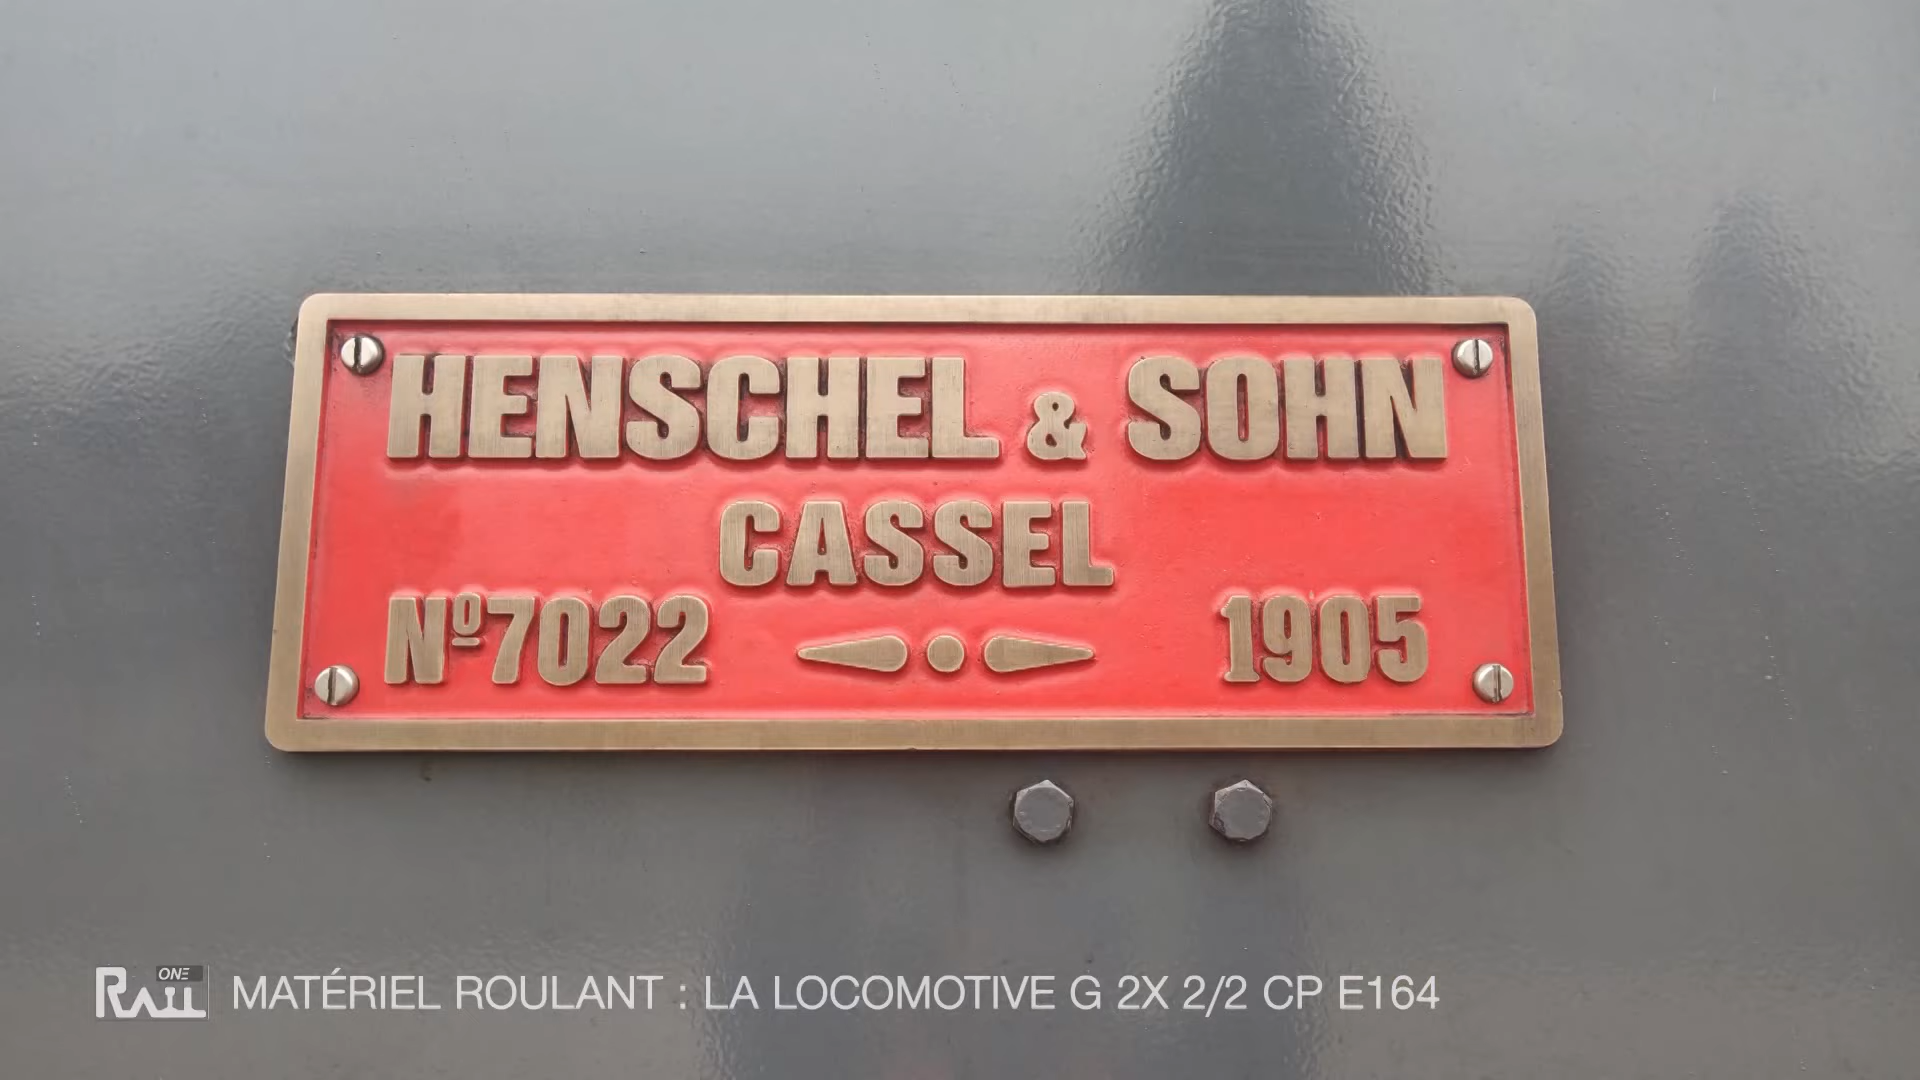 HENSCHEL & SOHN
CASSEL
Nº7022 1905
RAIL ONE MATÉRIEL ROULANT : LA LOCOMOTIVE G 2X 2/2 CP E164